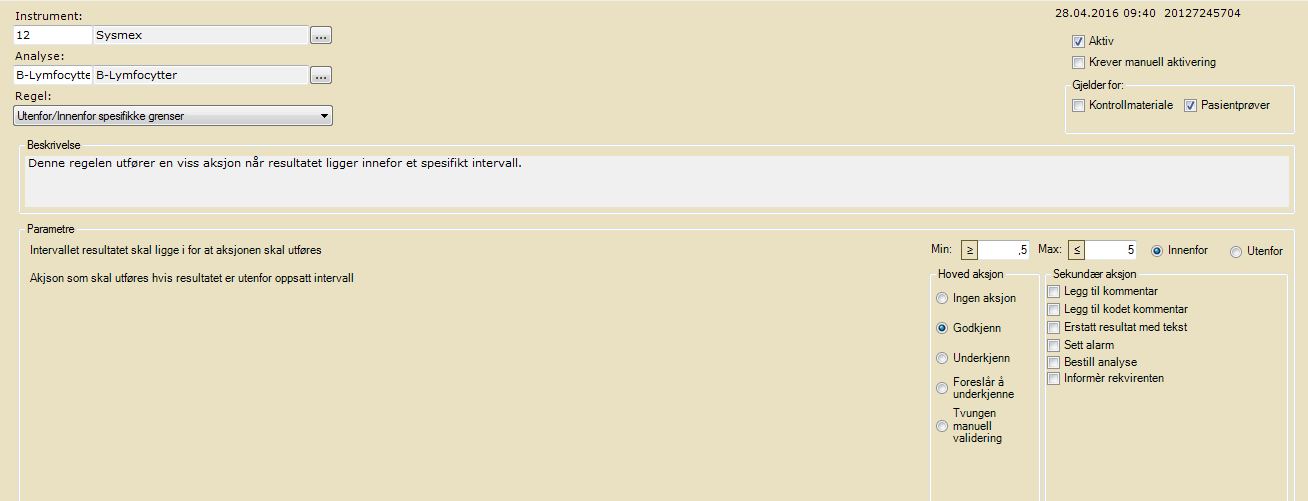 Instrument:
28.04.2016 09:40 20127245704
12 Sysmex ...
Aktiv
Analyse:
Krever manuell aktivering
B-Lymfocytte B-Lymfocytter ...
Gjelder for:
Regel:
Kontrollmateriale Pasientprøver
Utenfor/Innenfor spesifikke grenser
Beskrivelse
Denne regelen utfører en viss aksjon når resultatet ligger innefor et spesifikt intervall.
Parametre
Intervallet resultatet skal ligge i for at aksjonen skal utføres
Min: ≥ ,5 Max: ≤ 5 Innenfor Utenfor
Akjson som skal utføres hvis resultatet er utenfor oppsatt intervall
Hoved aksjon
Ingen aksjon
Godkjenn
Underkjenn
Foreslår å
underkjenne
Tvungen
manuell
validering
Sekundær aksjon
Legg til kommentar
Legg til kodet kommentar
Erstatt resultat med tekst
Sett alarm
Bestill analyse
Informèr rekvirenten